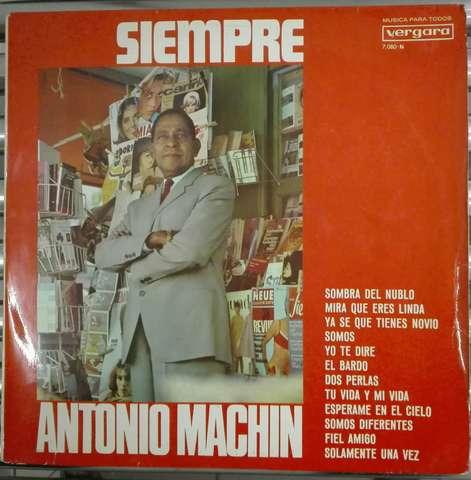 SIEMPRE
MUSICA PARA TODOS
vergara
7.080-N
NEUE
REVUE
SOMBRA DEL NUBLO
MIRA QUE ERES LINDA
YA SE QUE TIENES NOVIO
SOMOS
YO TE DIRE
EL BARDO
DOS PERLAS
TU VIDA Y MI VIDA
ESPERAME EN EL CIELO
SOMOS DIFERENTES
FIEL AMIGO
SOLAMENTE UNA VEZ
ANTONIO MACHIN